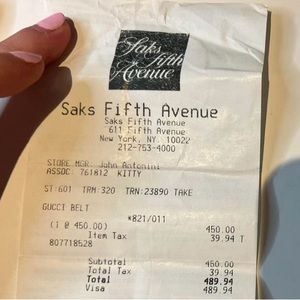 Saks
Fifth
Avenue
Saks Fifth Avenue
Saks Fifth Avenue
611 Fifth Avenue
New York, NY. 10022
212-753-4000
STORE MGR: John Antonini
ASSOC: 761812 KITTY
ST:601 TRM:320 TRN:23890 TAKE
GUCCI BELT
*821/011
(1 @ 450.00) 450.00
Item Tax 39.94 T
807718528
Subtotal 450.00
Total Tax 39.94
Total 489.94
Visa 489.94